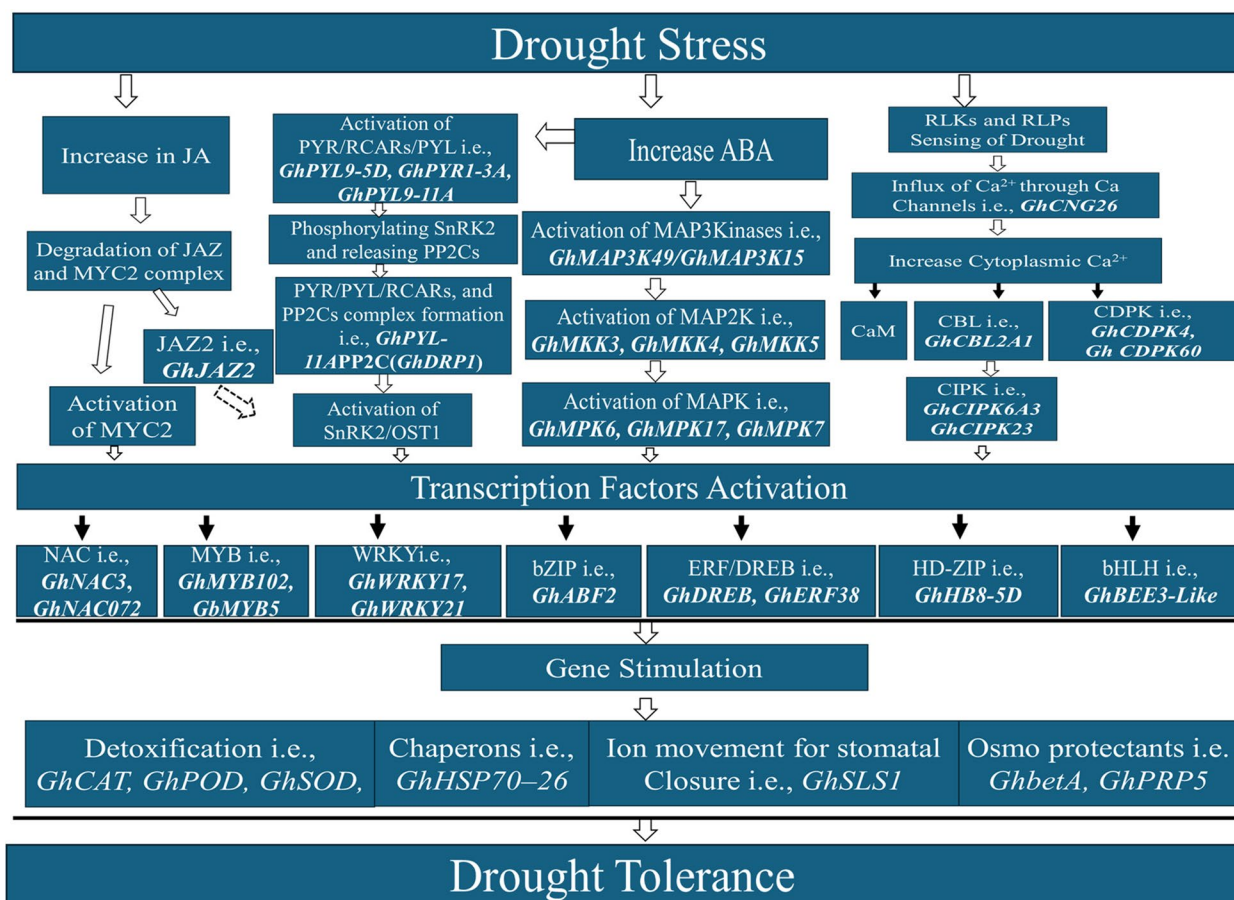 Drought Stress
Increase in JA
Degradation of JAZ
and MYC2 complex
JAZ2 i.e.,
GhJAZ2
Activation
of MYC2
Activation of
PYR/RCARs/PYL i.e.,
GhPYL9-5D, GhPYR1-3A,
GhPYL9-11A
Phosphorylating SnRK2
and releasing PP2Cs
PYR/PYL/RCARs, and
PP2Cs complex formation
i.e., GhPYL-
11APP2C(GhDRP1)
Activation of
SnRK2/OST1
Increase ABA
Activation of MAP3Kinases i.e.,
GhMAP3K49/GhMAP3K15
Activation of MAP2K i.e.,
GhMKK3, GhMKK4, GhMKK5
Activation of MAPK i.e.,
GhMPK6, GhMPK17, GhMPK7
RLKs and RLPs
Sensing of Drought
Influx of Ca²⁺ through Ca
Channels i.e., GhCNG26
Increase Cytoplasmic Ca²⁺
CaM
CBL i.e.,
GhCBL2A1
CDPK i.e.,
GhCDPK4,
Gh CDPK60
CIPK i.e.,
GhCIPK6A3
GhCIPK23
Transcription Factors Activation
NAC i.e.,
GhNAC3,
GhNAC072
MYB i.e.,
GhMYB102,
GbMYB5
WRKYi.e.,
GhWRKY17,
GhWRKY21
bZIP i.e.,
GhABF2
ERF/DREB i.e.,
GhDREB, GhERF38
HD-ZIP i.e.,
GhHB8-5D
bHLH i.e.,
GhBEE3-Like
Gene Stimulation
Detoxification i.e.,
GhCAT, GhPOD, GhSOD,
Chaperons i.e.,
GhHSP70–26
Ion movement for stomatal
Closure i.e., GhSLS1
Osmo protectants i.e.
GhbetA, GhPRP5
Drought Tolerance